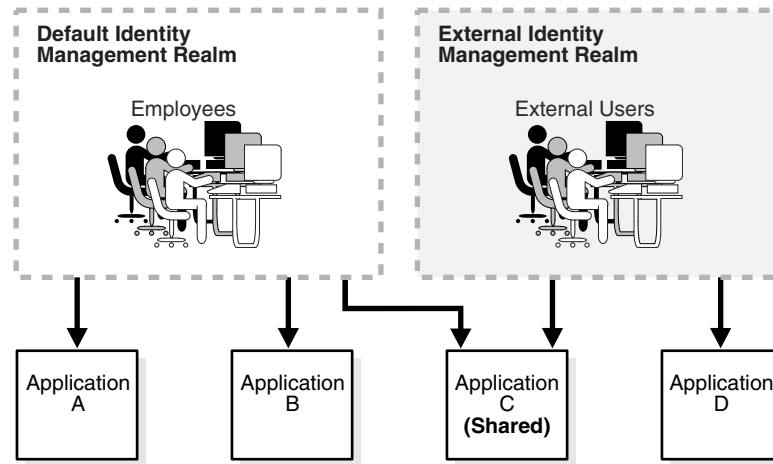 Default Identity
Management Realm
Employees
External Identity
Management Realm
External Users
Application
A
Application
B
Application
C
(Shared)
Application
D